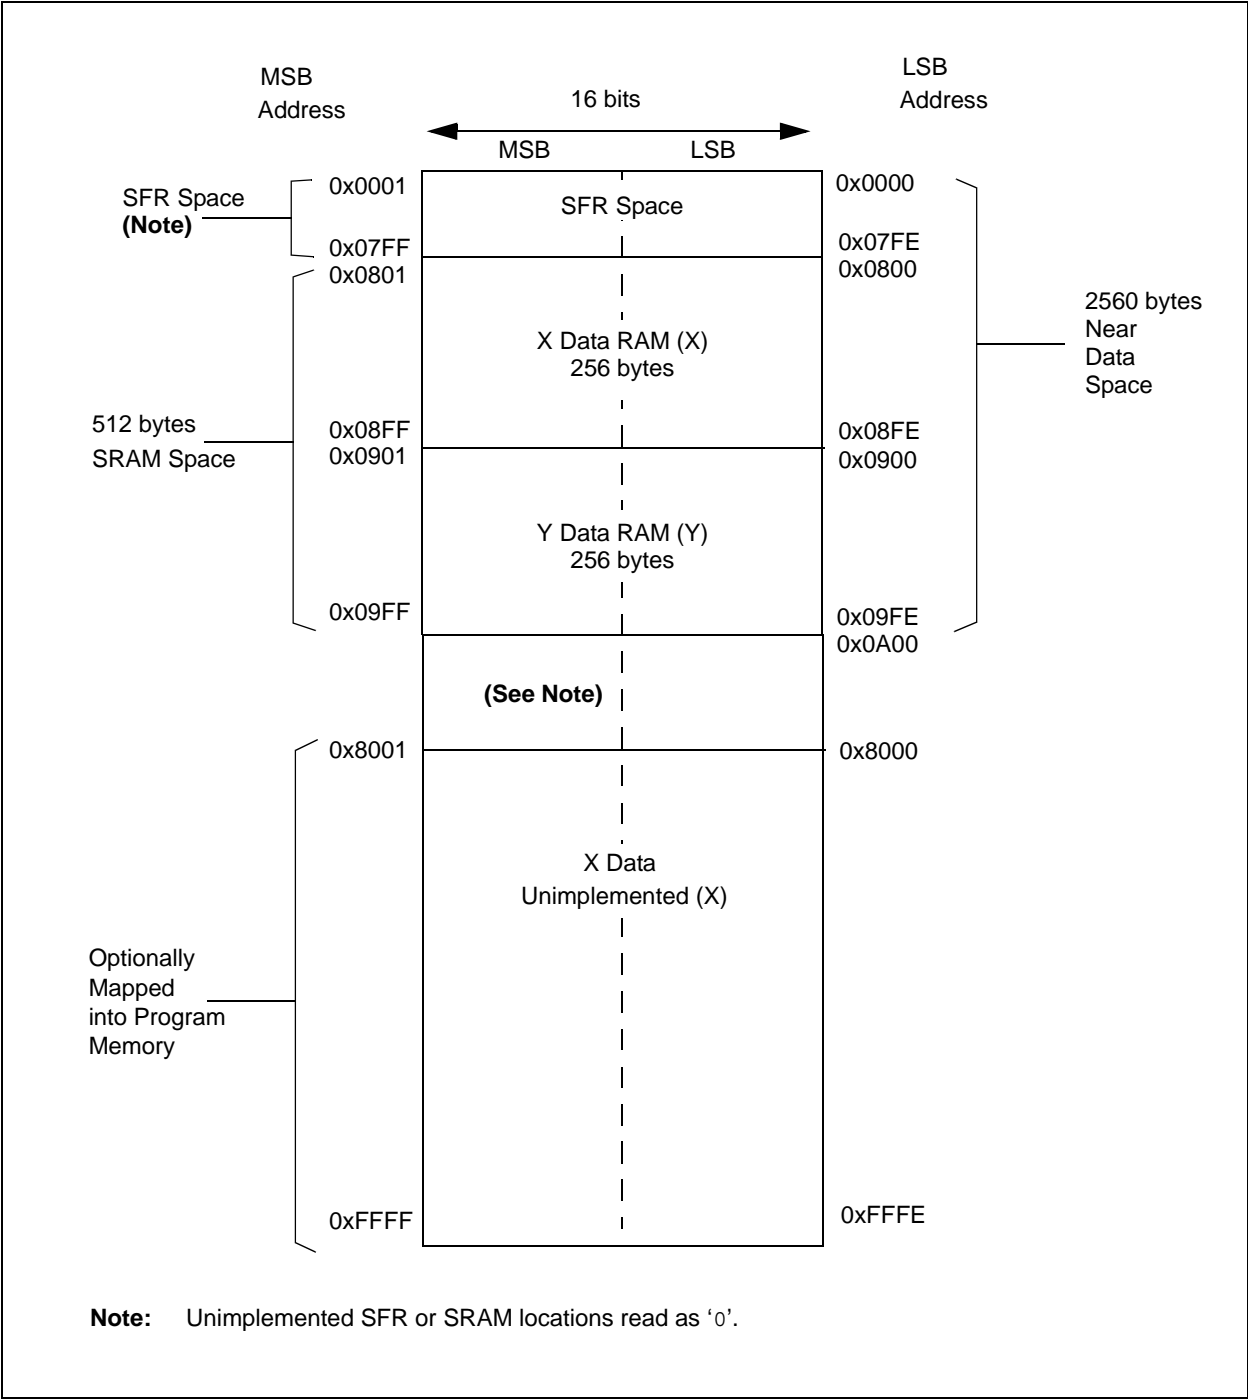 MSB
Address
LSB
Address
16 bits
MSB LSB
SFR Space
(Note)
0x0001
SFR Space
0x0000
0x07FF
0x07FE
0x0801
0x0800
2560 bytes
Near
Data
Space
X Data RAM (X)
256 bytes
512 bytes
SRAM Space
0x08FF
0x08FE
0x0901
0x0900
Y Data RAM (Y)
256 bytes
0x09FF
0x09FE
0x0A00
(See Note)
0x8001
0x8000
X Data
Unimplemented (X)
Optionally
Mapped
into Program
Memory
0xFFFF
0xFFFE
Note: Unimplemented SFR or SRAM locations read as ‘0’.